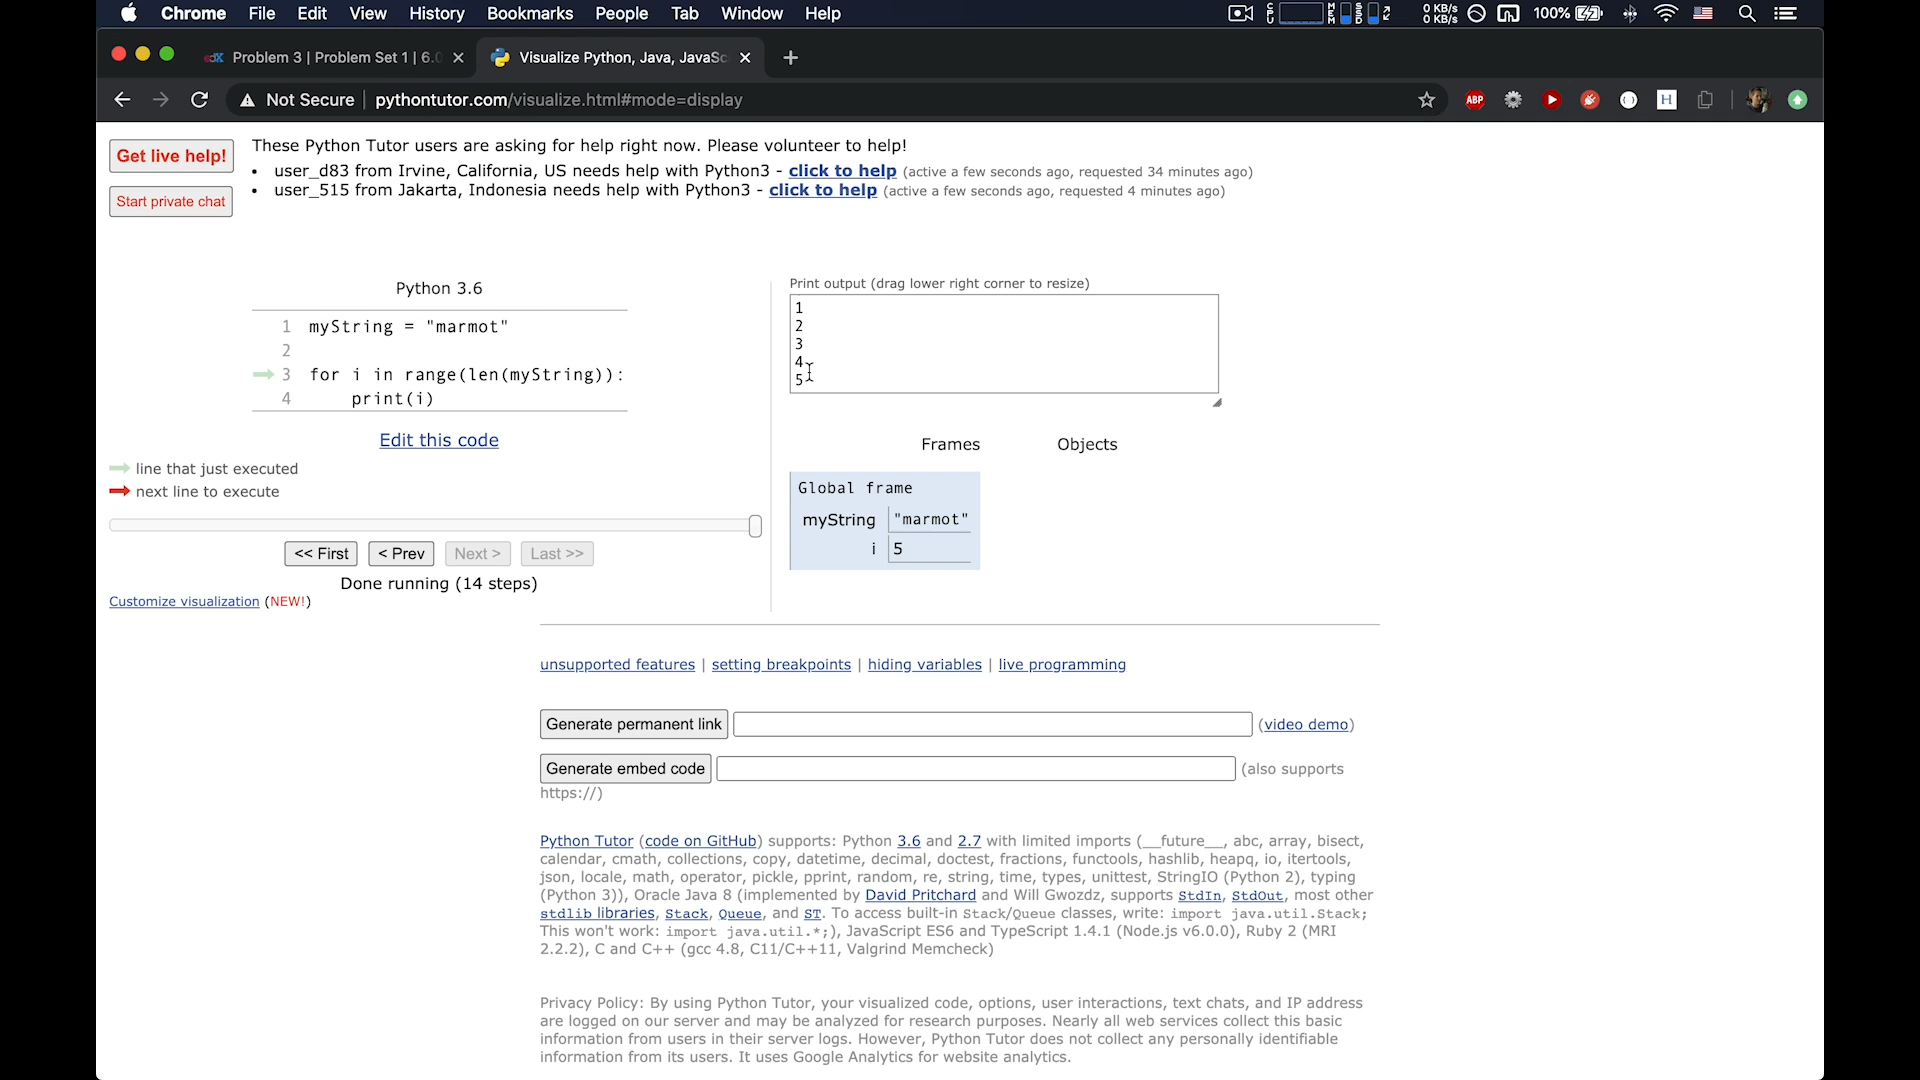 Chrome File Edit View History Bookmarks People Tab Window Help
CPU MEM SSD 0 KB/s 0 KB/s 100%
edX Problem 3 | Problem Set 1 | 6.0
Visualize Python, Java, JavaSc
Not Secure pythontutor.com/visualize.html#mode=display
ABP H
Get live help!
Start private chat
These Python Tutor users are asking for help right now. Please volunteer to help!
• user_d83 from Irvine, California, US needs help with Python3 - click to help (active a few seconds ago, requested 34 minutes ago)
• user_515 from Jakarta, Indonesia needs help with Python3 - click to help (active a few seconds ago, requested 4 minutes ago)
Python 3.6
1 myString = "marmot"
2
3 for i in range(len(myString)):
4 print(i)
Edit this code
line that just executed
next line to execute
<< First < Prev Next > Last >>
Done running (14 steps)
Customize visualization (NEW!)
Print output (drag lower right corner to resize)
1
2
3
4
5
Frames Objects
Global frame
myString "marmot"
i 5
unsupported features | setting breakpoints | hiding variables | live programming
Generate permanent link (video demo)
Generate embed code (also supports
https://)
Python Tutor (code on GitHub) supports: Python 3.6 and 2.7 with limited imports (__future__, abc, array, bisect,
calendar, cmath, collections, copy, datetime, decimal, doctest, fractions, functools, hashlib, heapq, io, itertools,
json, locale, math, operator, pickle, pprint, random, re, string, time, types, unittest, StringIO (Python 2), typing
(Python 3)), Oracle Java 8 (implemented by David Pritchard and Will Gwozdz, supports StdIn, StdOut, most other
stdlib libraries, Stack, Queue, and ST. To access built-in Stack/Queue classes, write: import java.util.Stack;
This won't work: import java.util.*;), JavaScript ES6 and TypeScript 1.4.1 (Node.js v6.0.0), Ruby 2 (MRI
2.2.2), C and C++ (gcc 4.8, C11/C++11, Valgrind Memcheck)
Privacy Policy: By using Python Tutor, your visualized code, options, user interactions, text chats, and IP address
are logged on our server and may be analyzed for research purposes. Nearly all web services collect this basic
information from users in their server logs. However, Python Tutor does not collect any personally identifiable
information from its users. It uses Google Analytics for website analytics.